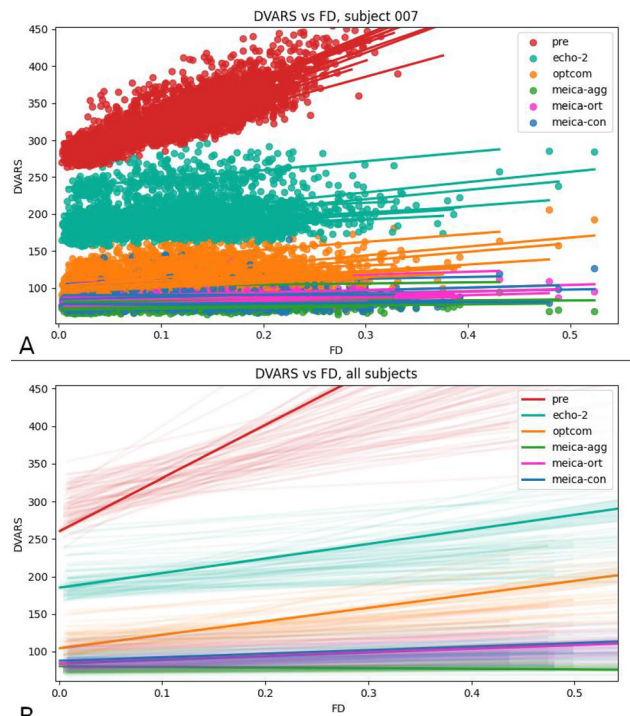 DVARS vs FD, subject 007
450
400
350
300
250
200
150
100
DVARS
pre
echo-2
optcom
meica-agg
meica-ort
meica-con
0.0 0.1 0.2 0.3 0.4 0.5
FD
A
DVARS vs FD, all subjects
450
400
350
300
250
200
150
100
DVARS
pre
echo-2
optcom
meica-agg
meica-ort
meica-con
0.0 0.1 0.2 0.3 0.4 0.5
FD
B